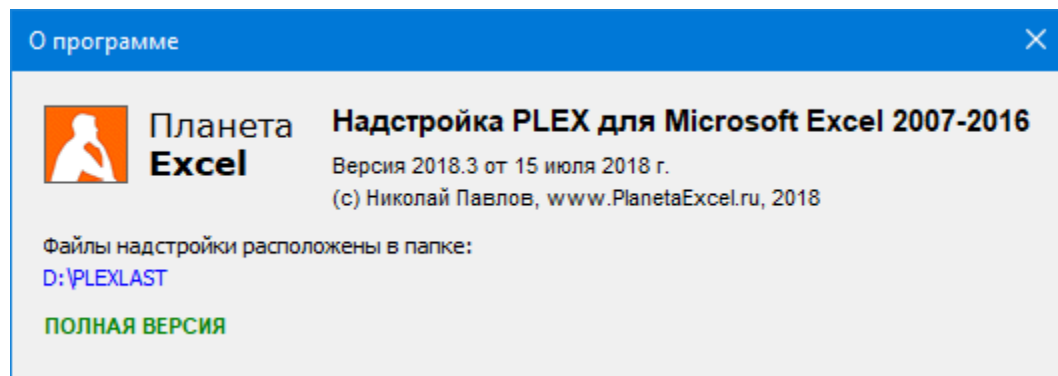 О программе
Планета
Excel
Надстройка PLEX для Microsoft Excel 2007-2016
Версия 2018.3 от 15 июля 2018 г.
(c) Николай Павлов, www.PlanetaExcel.ru, 2018
Файлы надстройки расположены в папке:
D:\PLEXLAST
ПОЛНАЯ ВЕРСИЯ